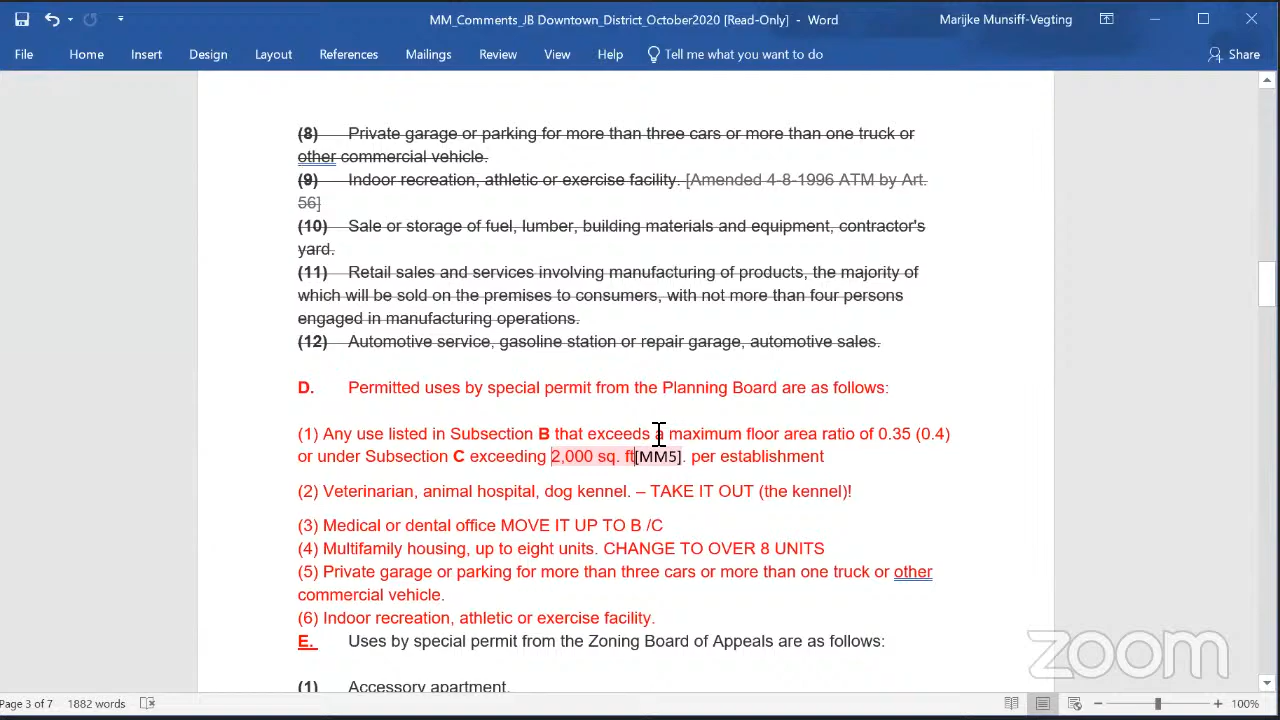 MM_Comments_JB Downtown_District_October2020 [Read-Only] - Word
Marijke Munsiff-Vegting
File Home Insert Design Layout References Mailings Review View Help Tell me what you want to do Share
(8) Private garage or parking for more than three cars or more than one truck or
other commercial vehicle.
(9) Indoor recreation, athletic or exercise facility. [Amended 4-8-1996 ATM by Art.
56]
(10) Sale or storage of fuel, lumber, building materials and equipment, contractor's
yard.
(11) Retail sales and services involving manufacturing of products, the majority of
which will be sold on the premises to consumers, with not more than four persons
engaged in manufacturing operations.
(12) Automotive service, gasoline station or repair garage, automotive sales.
D. Permitted uses by special permit from the Planning Board are as follows:
(1) Any use listed in Subsection B that exceeds a maximum floor area ratio of 0.35 (0.4)
or under Subsection C exceeding 2,000 sq. ft[MM5]. per establishment
(2) Veterinarian, animal hospital, dog kennel. – TAKE IT OUT (the kennel)!
(3) Medical or dental office MOVE IT UP TO B /C
(4) Multifamily housing, up to eight units. CHANGE TO OVER 8 UNITS
(5) Private garage or parking for more than three cars or more than one truck or other
commercial vehicle.
(6) Indoor recreation, athletic or exercise facility.
E. Uses by special permit from the Zoning Board of Appeals are as follows:
(1) Accessory apartment.
zoom
Page 3 of 7 1882 words 100%